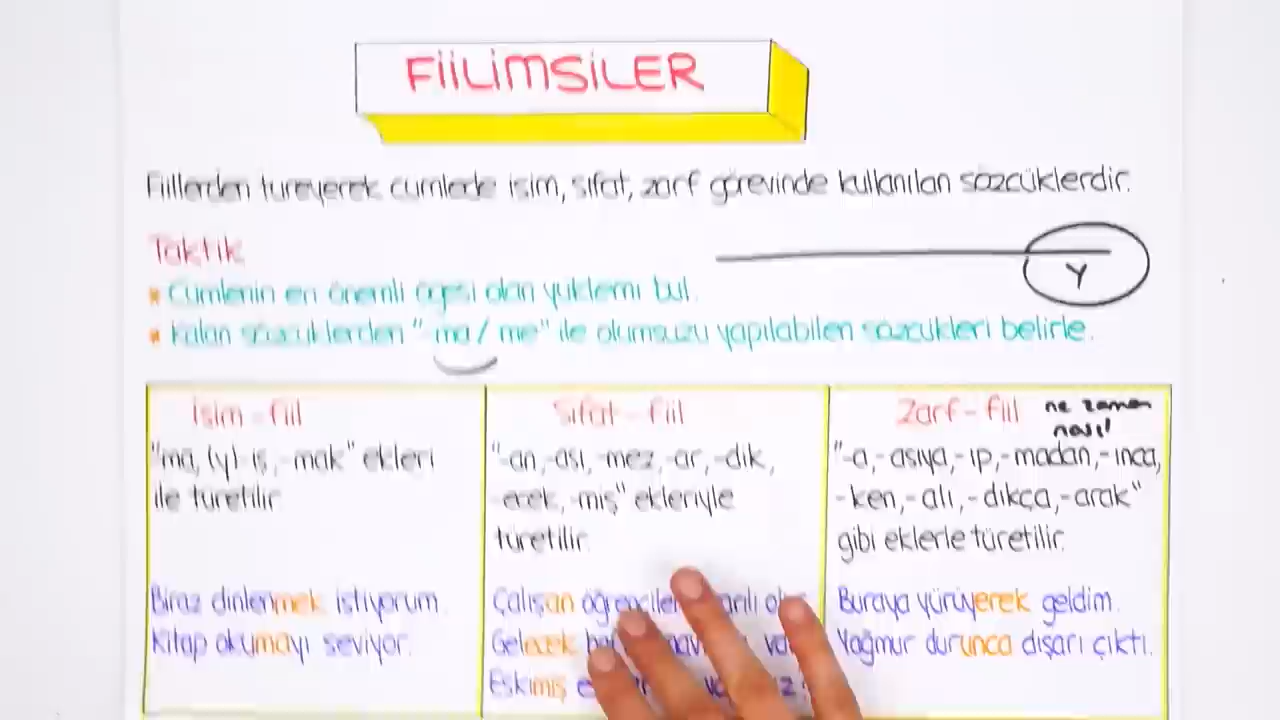 FİİLİMSİLER
Fiillerden türeyerek cümlede isim, sıfat, zarf görevinde kullanılan sözcüklerdir.
Taktik
* Cümlenin en önemli ögesi olan yüklemi bul.
Y
* Kalan sözcüklerden "-ma / me" ile olumsuzu yapılabilen sözcükleri belirle.
İsim - fiil
"ma, (y)-ış, -mak" ekleri
ile türetilir
Biraz dinlenmek istiyorum.
Kitap okumayı seviyor.
Sıfat - fiil
"-an,-ası,-mez,-ar,-dık,
-ecek,-miş" ekleriyle
türetilir.
Çalışan
Gelecek
Eskimiş
Zarf - fiil
ne zaman
nasıl
"-a,-asıya,-ıp,-madan,-ınca,
-ken,-alı,-dıkça,-arak"
gibi eklerle türetilir.
Buraya yürüyerek geldim.
Yağmur durunca dışarı çıktı.